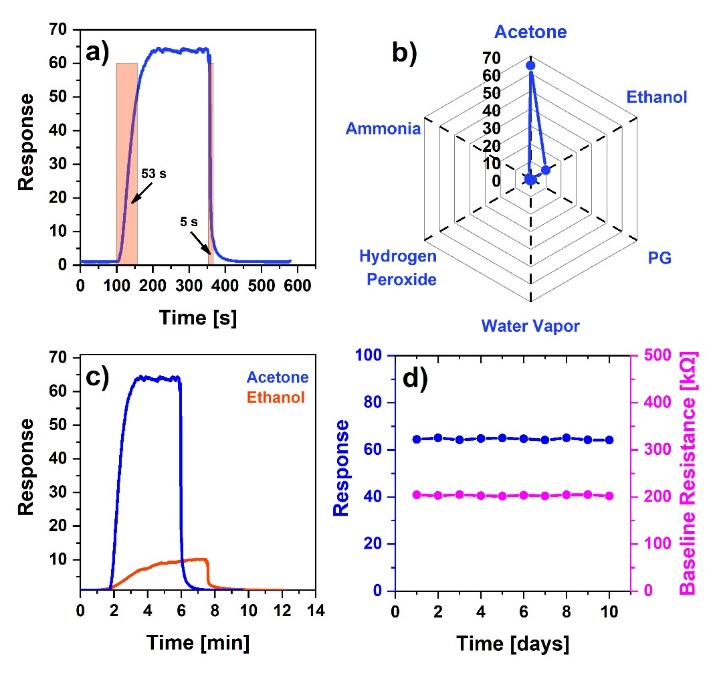 a)
70
60
50
40
30
20
10
0
Response
53 s
5 s
0 100 200 300 400 500 600
Time [s]
b)
Acetone
Ethanol
PG
Water Vapor
Hydrogen
Peroxide
Ammonia
70
60
50
40
30
20
10
0
c)
70
60
50
40
30
20
10
Response
Acetone
Ethanol
0 2 4 6 8 10 12 14
Time [min]
d)
100
80
60
40
20
0
Response
500
400
300
200
100
0
Baseline Resistance [kΩ]
0 2 4 6 8 10
Time [days]